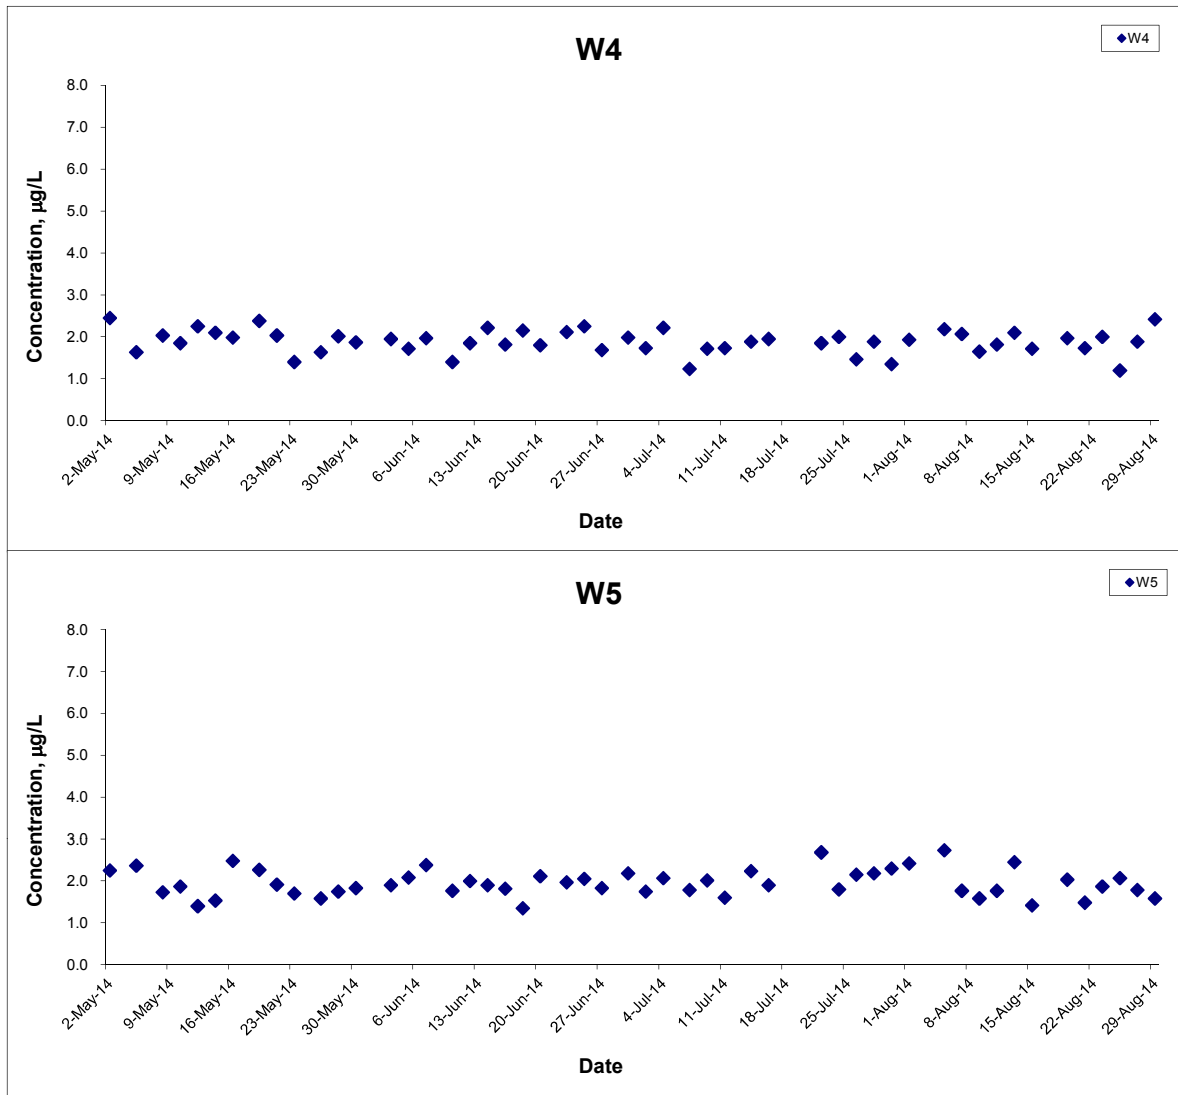 W4
W4
8.0
7.0
6.0
5.0
4.0
3.0
2.0
1.0
0.0
Concentration, µg/L
2-May-14
9-May-14
16-May-14
23-May-14
30-May-14
6-Jun-14
13-Jun-14
20-Jun-14
27-Jun-14
4-Jul-14
11-Jul-14
18-Jul-14
25-Jul-14
1-Aug-14
8-Aug-14
15-Aug-14
22-Aug-14
29-Aug-14
Date
W5
W5
8.0
7.0
6.0
5.0
4.0
3.0
2.0
1.0
0.0
Concentration, µg/L
2-May-14
9-May-14
16-May-14
23-May-14
30-May-14
6-Jun-14
13-Jun-14
20-Jun-14
27-Jun-14
4-Jul-14
11-Jul-14
18-Jul-14
25-Jul-14
1-Aug-14
8-Aug-14
15-Aug-14
22-Aug-14
29-Aug-14
Date